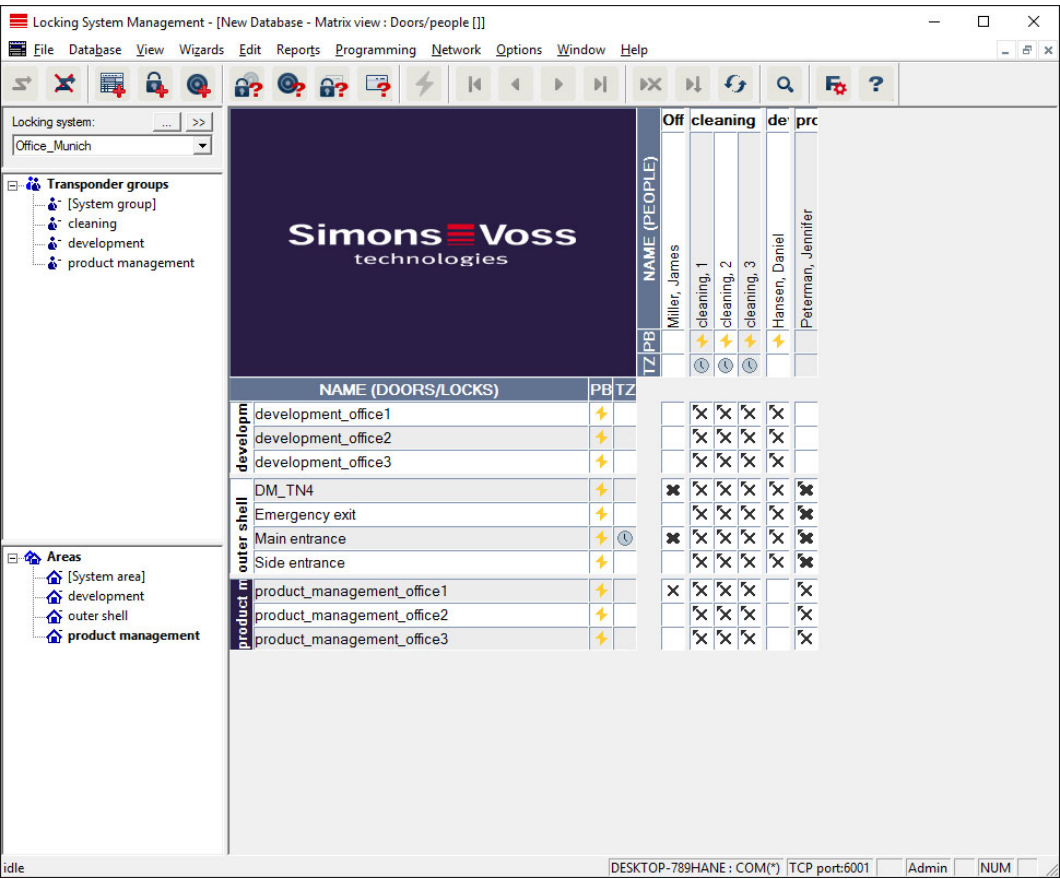 Locking System Management - [New Database - Matrix view : Doors/people []]
File Database View Wizards Edit Reports Programming Network Options Window Help
Locking system: ... >>
Office_Munich
Transponder groups
[System group]
cleaning
development
product management
Areas
[System area]
development
outer shell
product management
Simons Voss
technologies
NAME (PEOPLE)
PB
TZ
Off cleaning de pro
Miller, James
cleaning, 1
cleaning, 2
cleaning, 3
Hansen, Daniel
Peterman, Jennifer
NAME (DOORS/LOCKS) PB TZ
developm
development_office1
development_office2
development_office3
outer shell
DM_TN4
Emergency exit
Main entrance
Side entrance
product m
product_management_office1
product_management_office2
product_management_office3
idle DESKTOP-789HANE : COM(*) TCP port:6001 Admin NUM